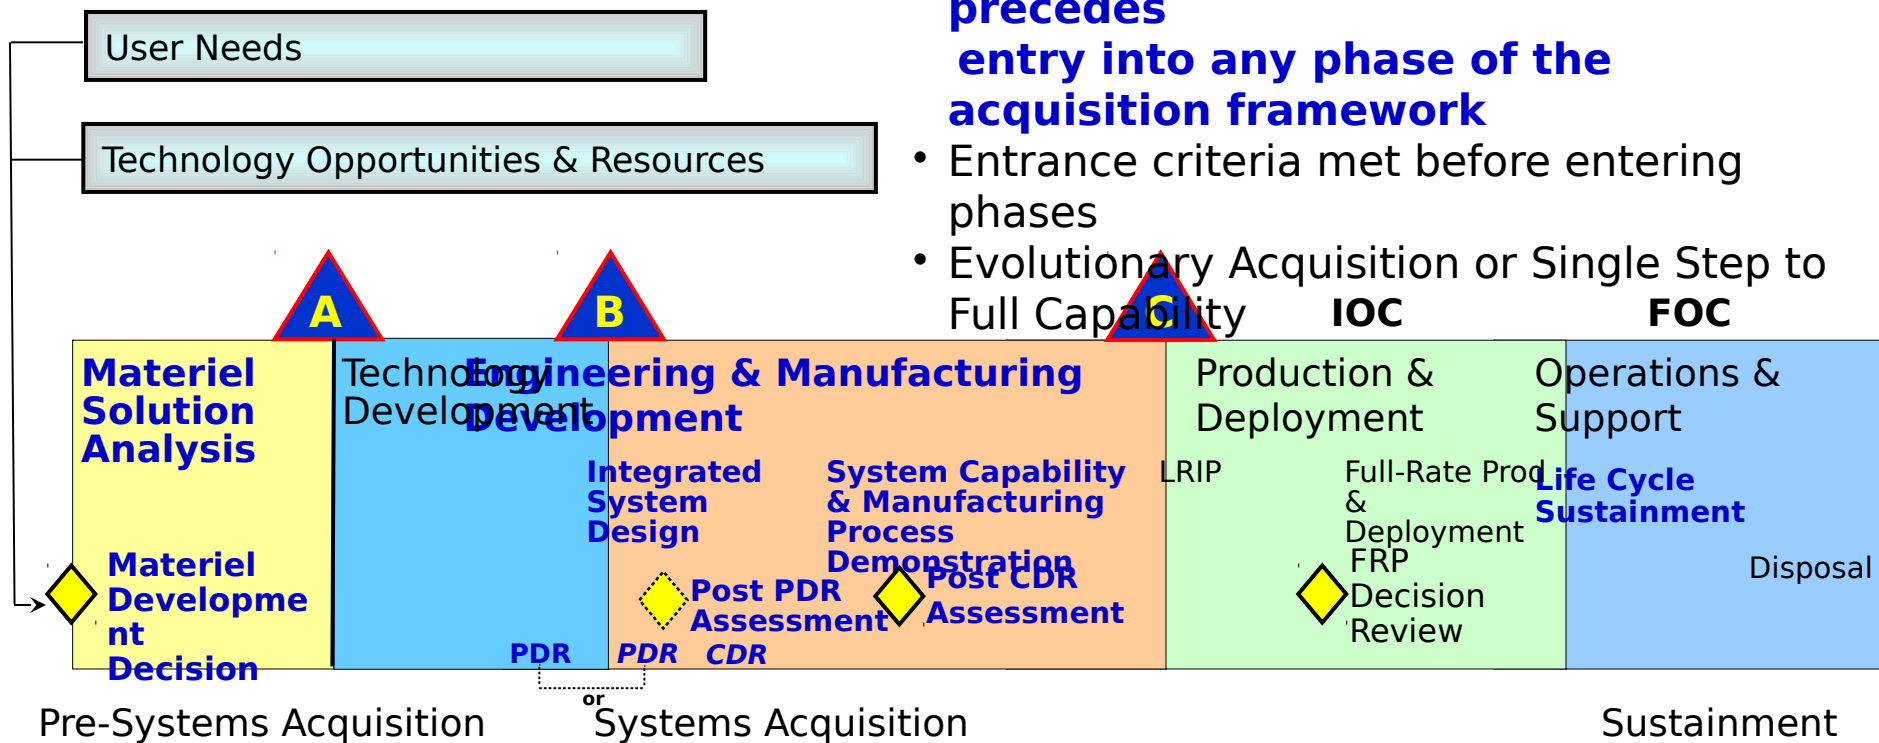 precedes
entry into any phase of the
acquisition framework
• Entrance criteria met before entering
phases
• Evolutionary Acquisition or Single Step to
Full Capability
User Needs
Technology Opportunities & Resources
A
B
C
IOC
FOC
Materiel
Solution
Analysis
Technology
Development
Engineering & Manufacturing
Development
Production &
Deployment
Operations &
Support
Integrated
System
Design
System Capability
& Manufacturing
Process
Demonstration
LRIP
Full-Rate Prod
&
Deployment
Life Cycle
Sustainment
Disposal
Materiel
Developme
nt
Decision
Post PDR
Assessment
Post CDR
Assessment
FRP
Decision
Review
PDR
PDR
CDR
or
Pre-Systems Acquisition
Systems Acquisition
Sustainment